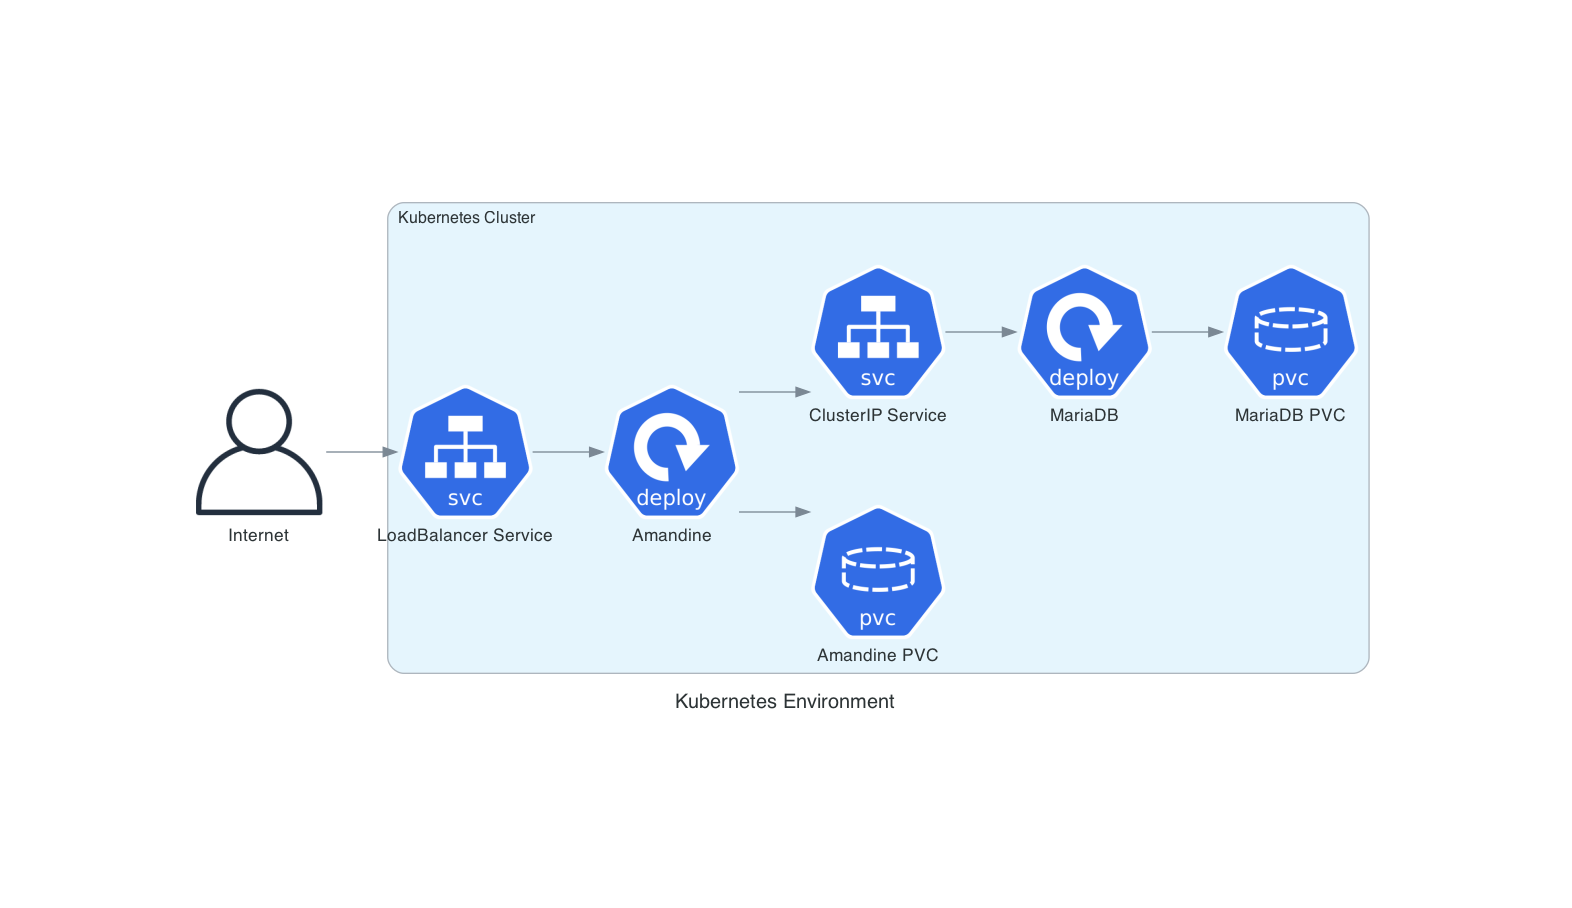 Kubernetes Cluster
svc
ClusterIP Service
deploy
MariaDB
pvc
MariaDB PVC
Internet
svc
LoadBalancer Service
deploy
Amandine
pvc
Amandine PVC
Kubernetes Environment